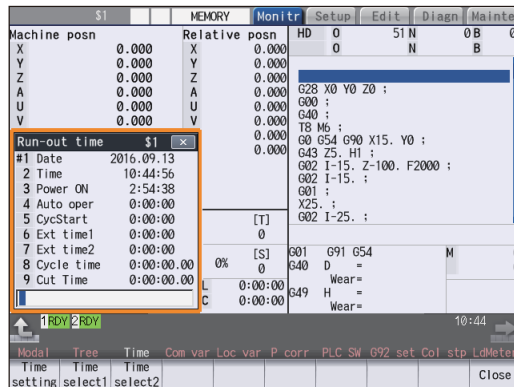 $1 MEMORY Monitr Setup Edit Diagn Mainte
Machine posn Relative posn HD O 51 N 0 B 0
O N B
X 0.000 X 0.000
Y 0.000 Y 0.000
Z 0.000 Z 0.000
A 0.000 A 0.000
U 0.000 U 0.000
V 0.000 V 0.000
0.000
0.000
G28 X0 Y0 Z0 ;
G00 ;
G40 ;
T8 M6 ;
G0 G54 G90 X15. Y0 ;
G43 Z5. H1 ;
G02 I-15. Z-100. F2000 ;
G02 I-15. ;
G01 ;
X25. ;
G02 I-25. ;
Run-out time $1 ×
#1 Date 2016.09.13
2 Time 10:44:56
3 Power ON 2:54:38
4 Auto oper 0:00:00
5 CycStart 0:00:00
6 Ext time1 0:00:00
7 Ext time2 0:00:00
8 Cycle time 0:00:00.00
9 Cut Time 0:00:00.00
[T]
0
[S]
0% 0
L 0:00:00
C 0:00:00
G01 G91 G54 M
G40 D =
Wear=
G49 H =
Wear=
1 RDY 2 RDY 10:44
Modal Tree Time Com var Loc var P corr PLC SW G92 set Col stp LdMeter
Time setting Time select1 Time select2 Close